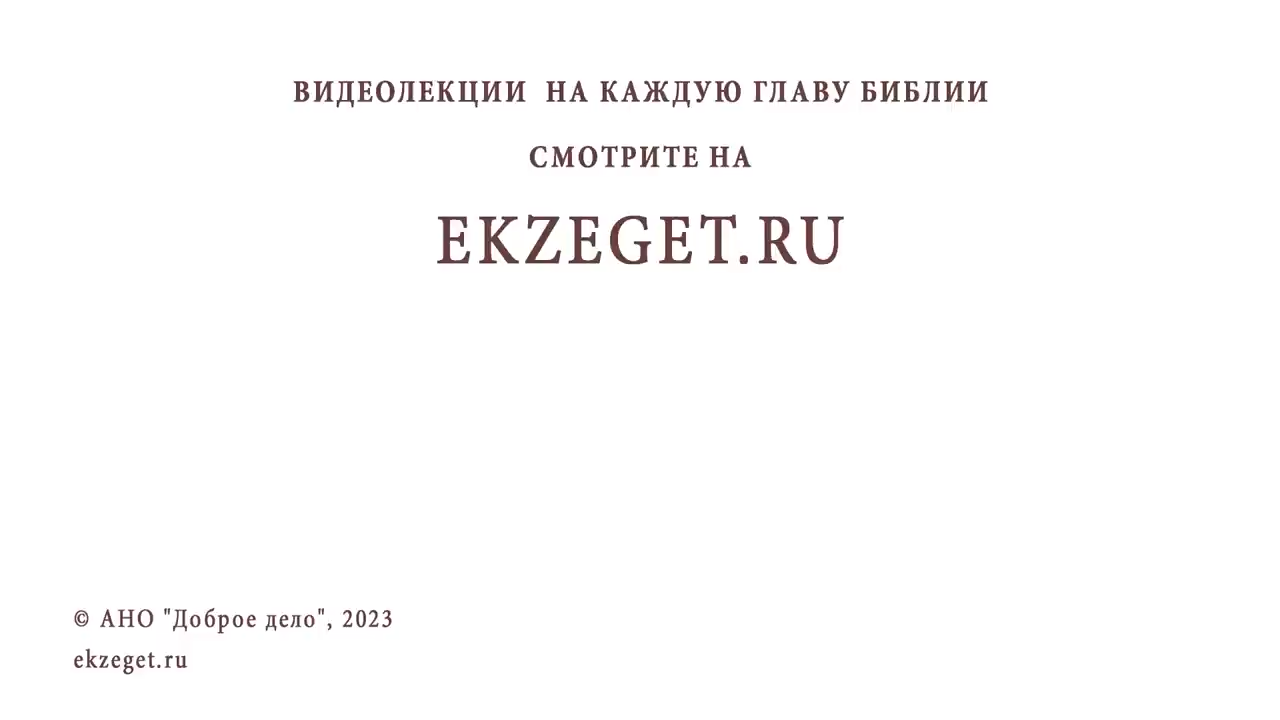 ВИДЕОЛЕКЦИИ НА КАЖДУЮ ГЛАВУ БИБЛИИ
СМОТРИТЕ НА
EKZEGET.RU
© АНО "Доброе дело", 2023
ekzeget.ru